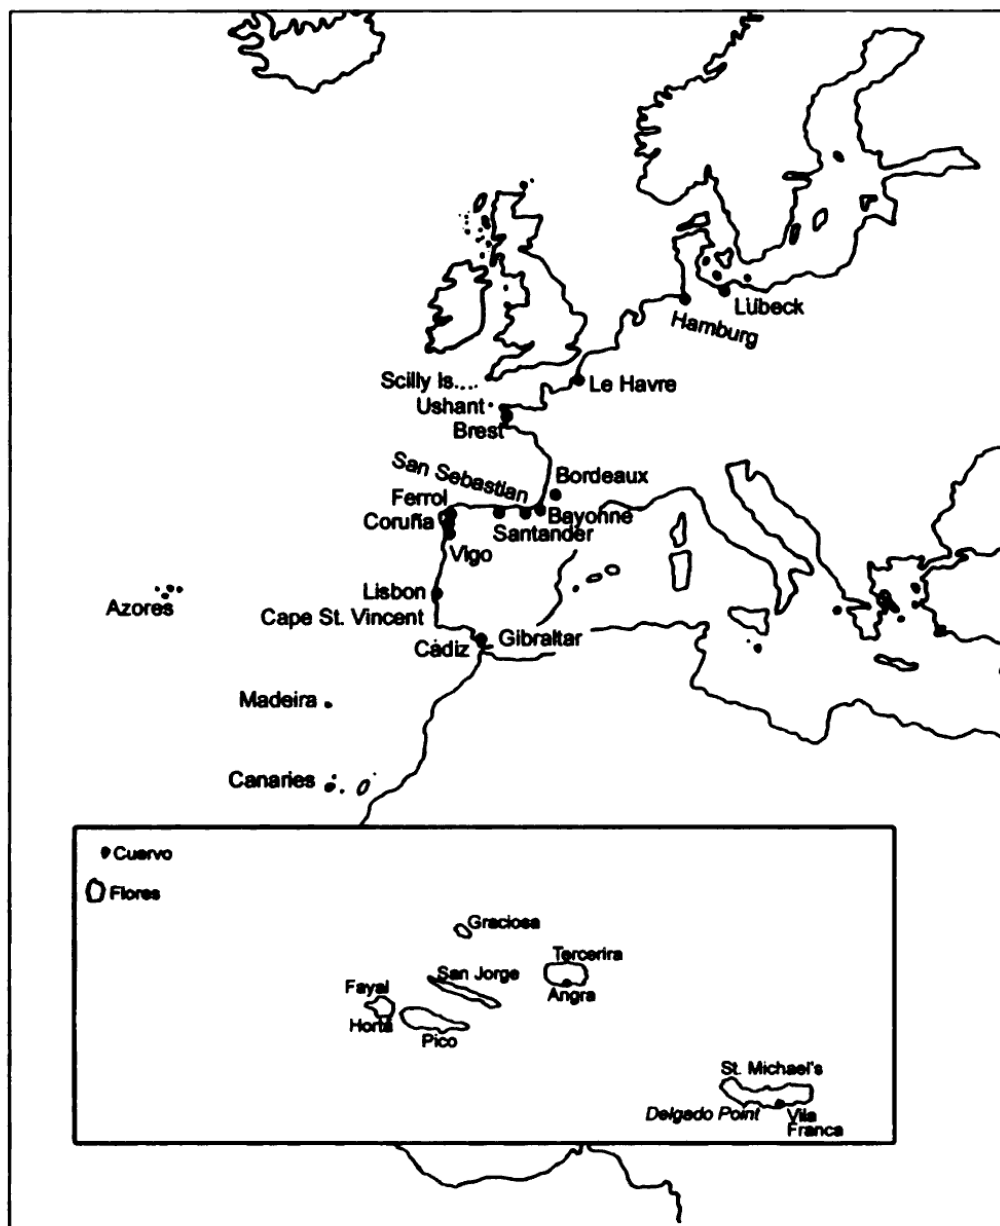 Lübeck
Hamburg
Scilly Is....
Le Havre
Ushant
Brest
San Sebastian
Bordeaux
Ferrol
Coruña
Bayonne
Santander
Vigo
Lisbon
Azores
Cape St. Vincent
Cádiz
Gibraltar
Madeira
Canaries
Cuervo
Flores
Graciosa
Tercerira
San Jorge
Angra
Fayal
Horta
Pico
St. Michael's
Delgado Point
Vila
Franca